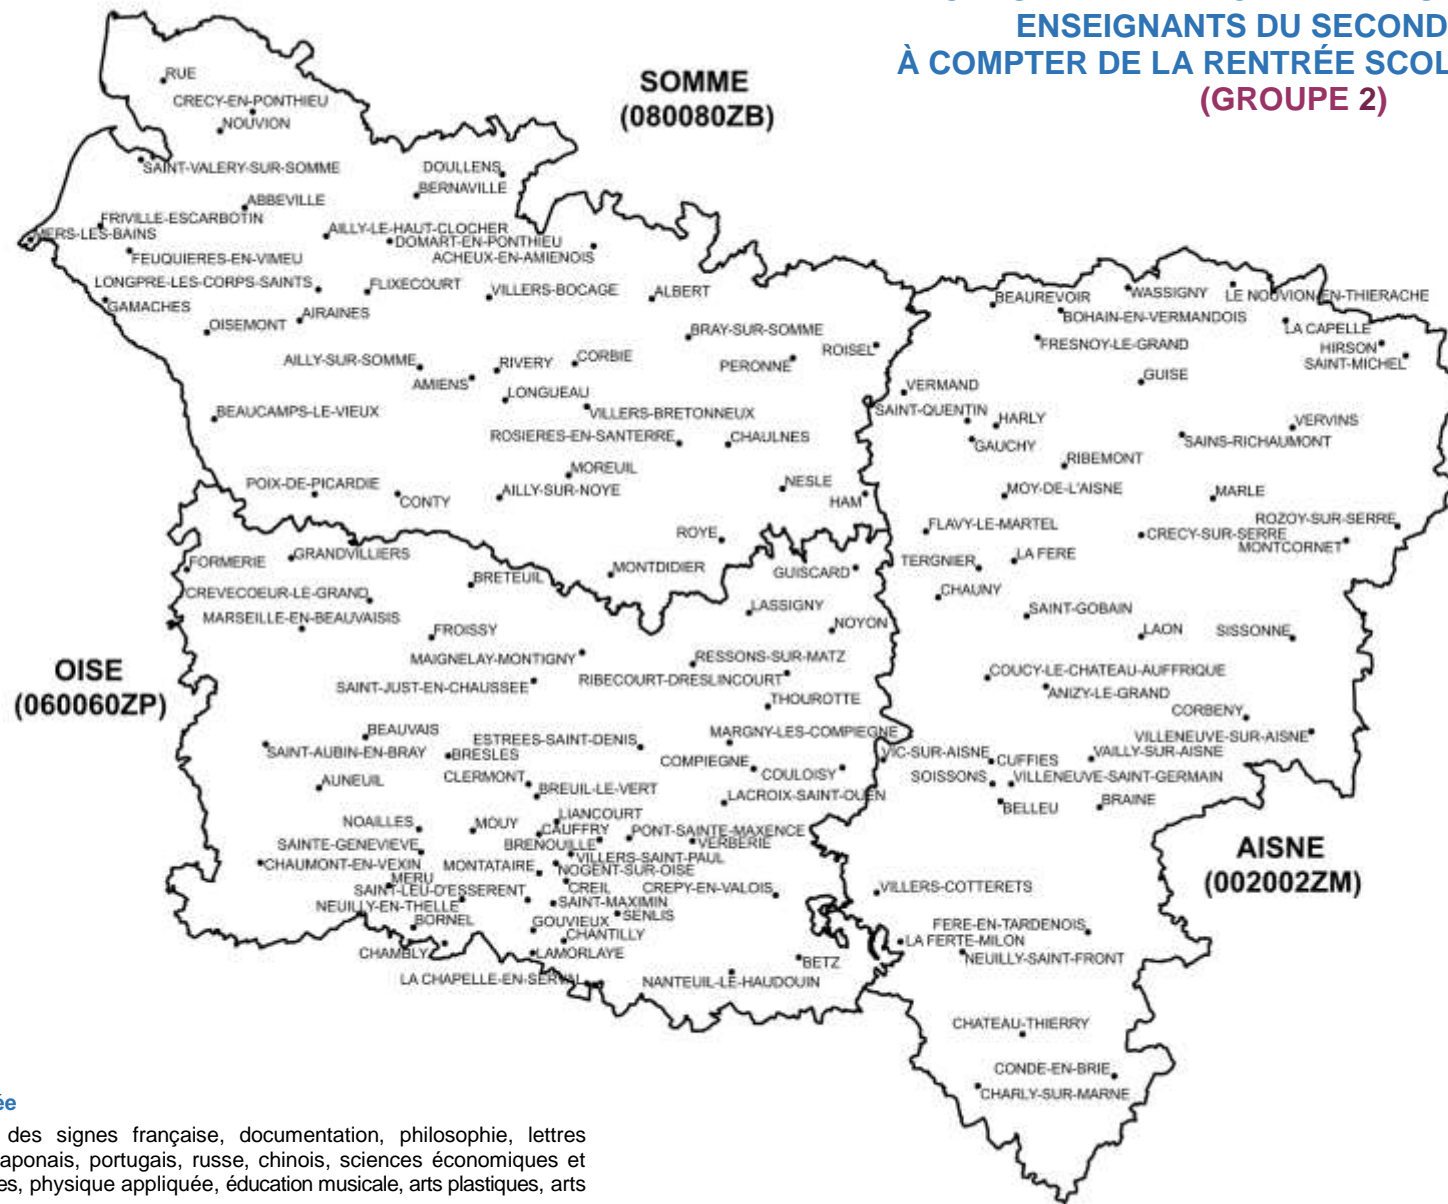 ENSEIGNANTS DU SECOND
À COMPTER DE LA RENTRÉE SCOL
(GROUPE 2)
SOMME
(080080ZB)
RUE
CRECY-EN-PONTHIEU
NOUVION
SAINT-VALERY-SUR-SOMME
DOULLENS
BERNAVILLE
ABBEVILLE
FRIVILLE-ESCARBOTIN
AILLY-LE-HAUT-CLOCHER
MERS-LES-BAINS
DOMART-EN-PONTHIEU
FEUQUIERES-EN-VIMEU
ACHEUX-EN-AMIENOIS
LONGPRE-LES-CORPS-SAINTS
FLIXECOURT
VILLERS-BOCAGE
ALBERT
GAMACHES
AIRAINES
OISEMONT
BRAY-SUR-SOMME
ROISEL
AILLY-SUR-SOMME
RIVERY
CORBIE
PERONNE
AMIENS
LONGUEAU
BEAUCAMPS-LE-VIEUX
VILLERS-BRETONNEUX
ROSIERES-EN-SANTERRE
CHAULNES
MOREUIL
POIX-DE-PICARDIE
CONTY
AILLY-SUR-NOYE
NESLE
HAM
ROYE
MONTDIDIER
BEAUREVOIR
WASSIGNY
LE NOUVION-EN-THIERACHE
BOHAIN-EN-VERMANDOIS
LA CAPELLE
FRESNOY-LE-GRAND
HIRSON
SAINT-MICHEL
GUISE
VERMAND
SAINT-QUENTIN
HARLY
VERVINS
GAUCHY
SAINS-RICHAUMONT
RIBEMONT
MOY-DE-L'AISNE
MARLE
FLAVY-LE-MARTEL
ROZOY-SUR-SERRE
CRECY-SUR-SERRE
MONTCORNET
TERGNIER
LA FERE
CHAUNY
SAINT-GOBAIN
LAON
SISSONNE
COUCY-LE-CHATEAU-AUFFRIQUE
ANIZY-LE-GRAND
CORBENY
VILLENEUVE-SUR-AISNE
VIC-SUR-AISNE
CUFFIES
VAILLY-SUR-AISNE
SOISSONS
VILLENEUVE-SAINT-GERMAIN
BELLEU
BRAINE
AISNE
(002002ZM)
VILLERS-COTTERETS
FERE-EN-TARDENOIS
LA FERTE-MILON
NEUILLY-SAINT-FRONT
CHATEAU-THIERRY
CONDE-EN-BRIE
CHARLY-SUR-MARNE
OISE
(060060ZP)
FORMERIE
GRANDVILLIERS
BRETEUIL
GUISCARD
CREVECOEUR-LE-GRAND
LASSIGNY
MARSEILLE-EN-BEAUVAISIS
FROISSY
NOYON
MAIGNELAY-MONTIGNY
RESSONS-SUR-MATZ
SAINT-JUST-EN-CHAUSSEE
RIBECOURT-DRESLINCOURT
THOUROTTE
BEAUVAIS
ESTREES-SAINT-DENIS
MARGNY-LES-COMPIEGNE
SAINT-AUBIN-EN-BRAY
BRESLES
COMPIEGNE
COULOISY
AUNEUIL
CLERMONT
BREUIL-LE-VERT
LACROIX-SAINT-OUEN
LIANCOURT
NOAILLES
MOUY
CAUFFRY
PONT-SAINTE-MAXENCE
SAINTE-GENEVIEVE
BRENOUILLE
VERBERIE
VILLERS-SAINT-PAUL
CHAUMONT-EN-VEXIN
MONTATAIRE
NOGENT-SUR-OISE
MERU
CREIL
CREPY-EN-VALOIS
SAINT-LEU-D'ESSERENT
SAINT-MAXIMIN
NEUILLY-EN-THELLE
SENLIS
BORNEL
GOUVIEUX
CHANTILLY
CHAMBLY
LAMORLAYE
BETZ
LA CHAPELLE-EN-SERVAL
NANTEUIL-LE-HAUDOUIN
ée
des signes française, documentation, philosophie, lettres
aponais, portugais, russe, chinois, sciences économiques et
es, physique appliquée, éducation musicale, arts plastiques, arts